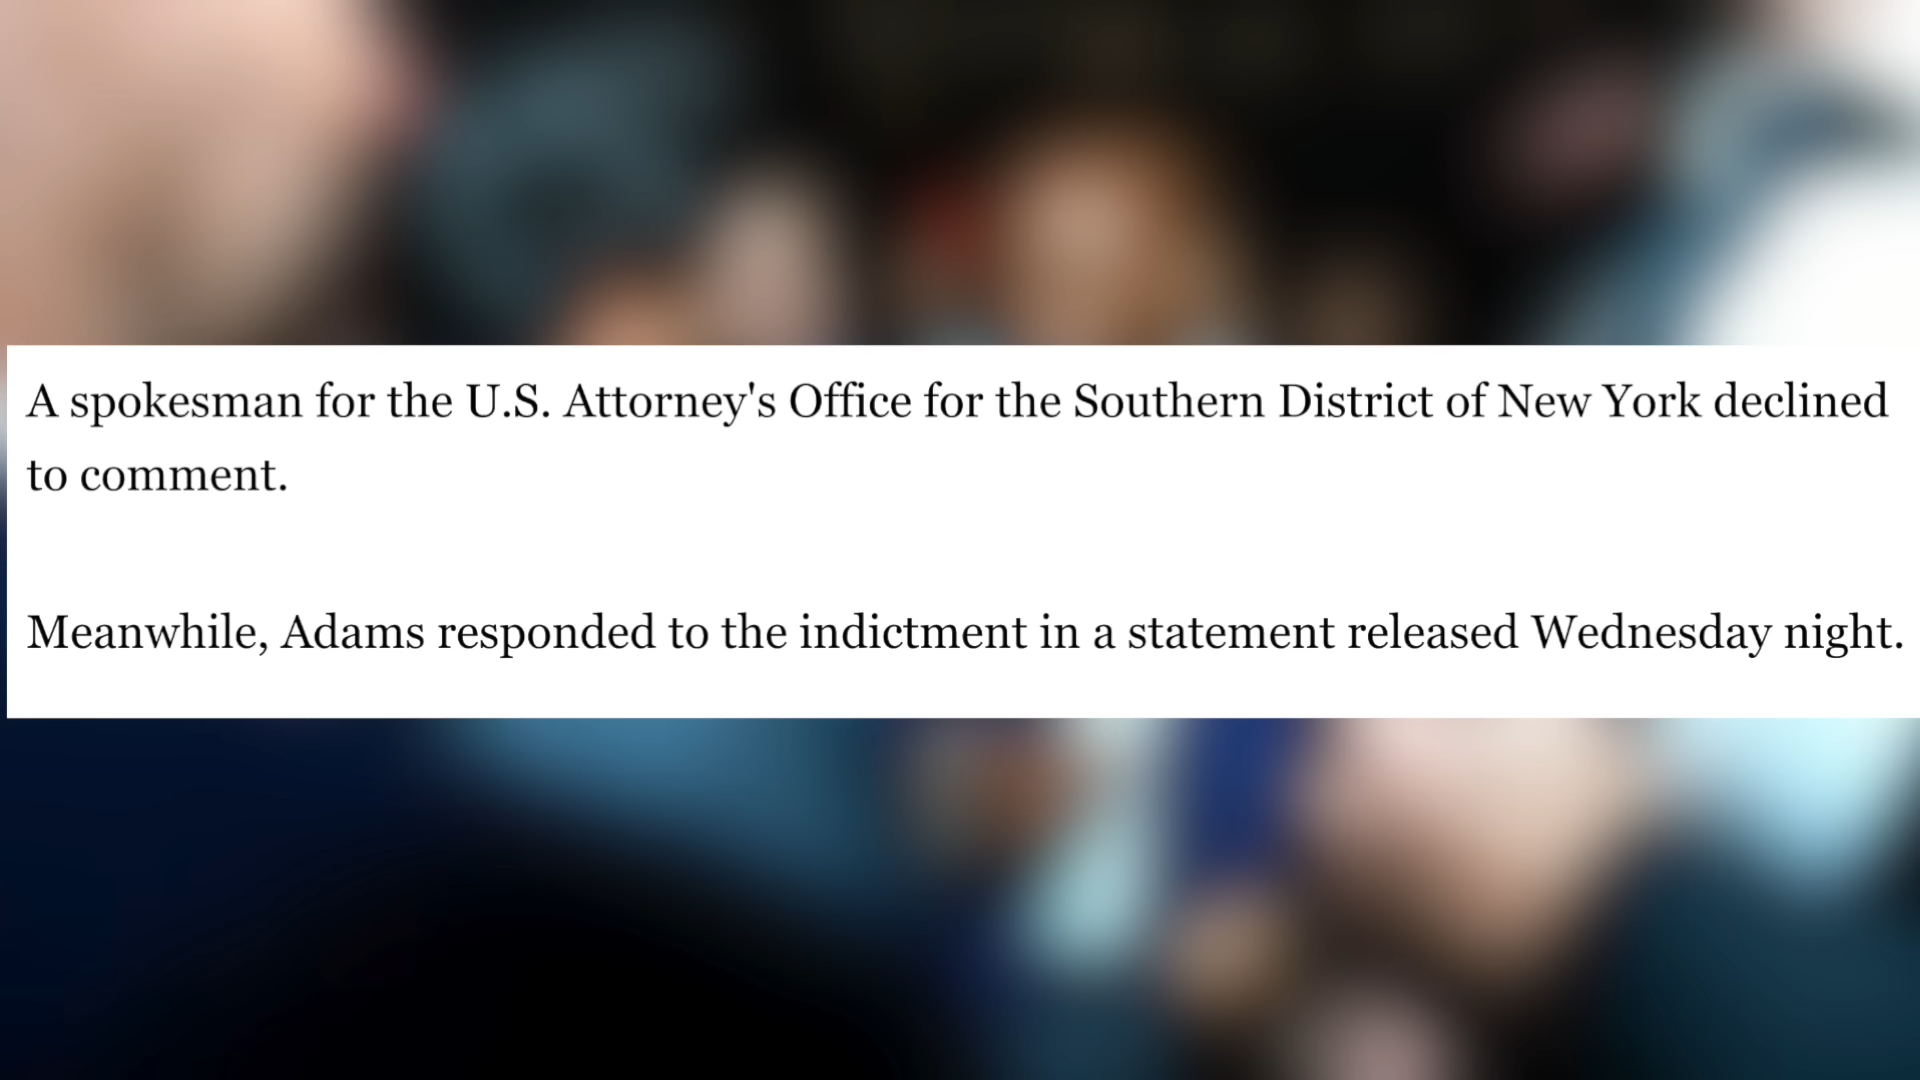 A spokesman for the U.S. Attorney's Office for the Southern District of New York declined
to comment.
Meanwhile, Adams responded to the indictment in a statement released Wednesday night.